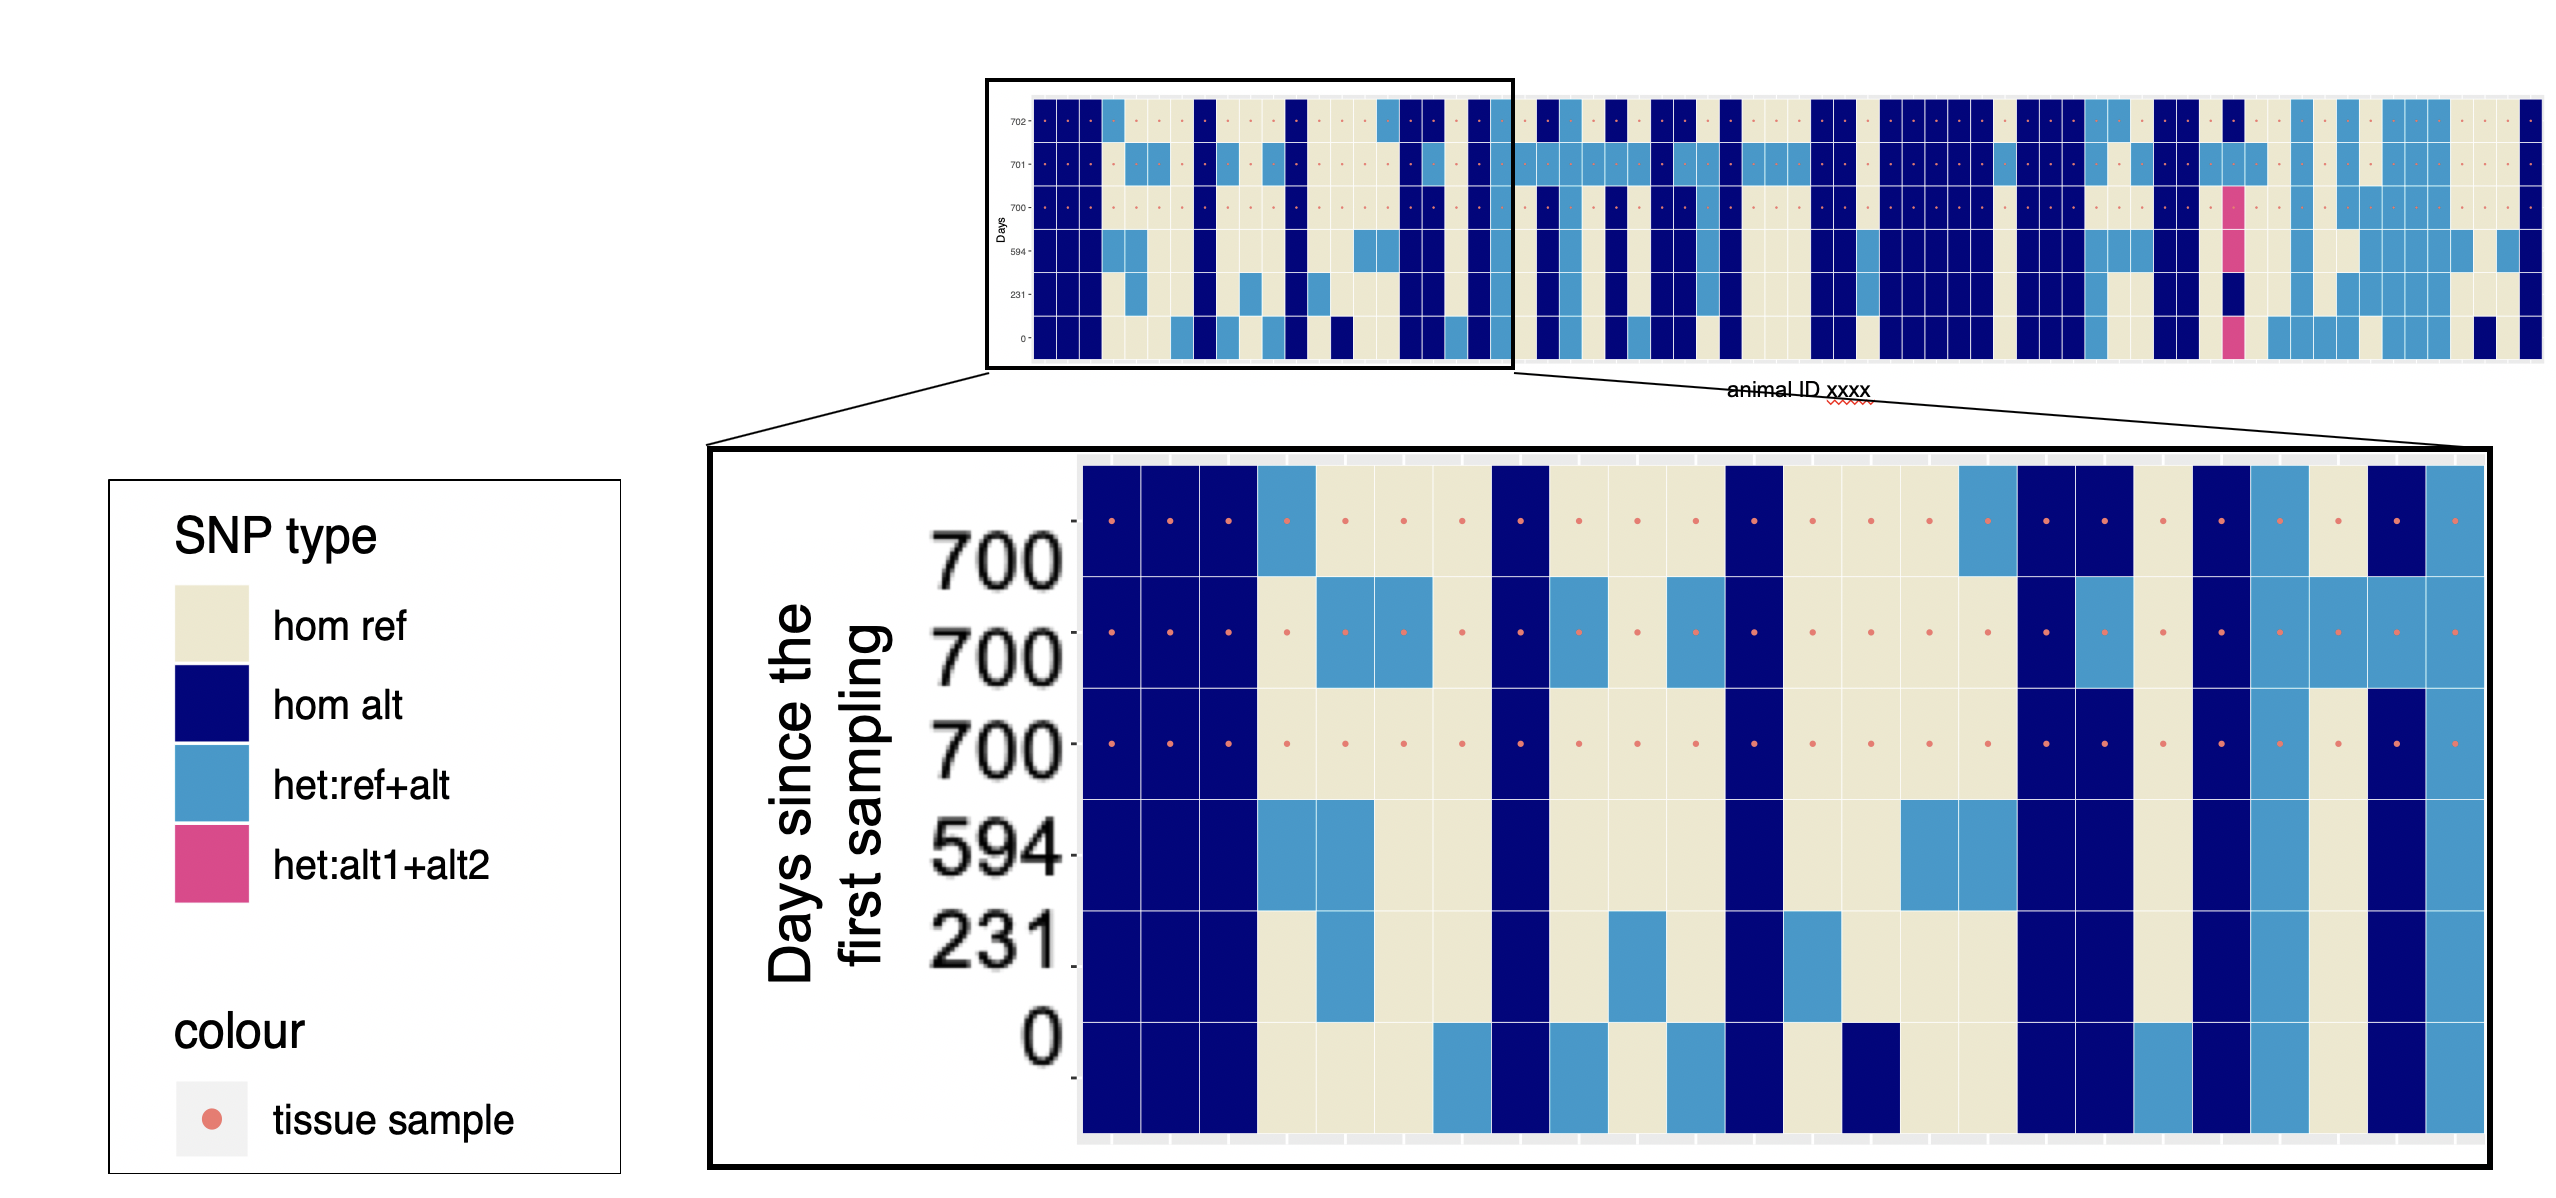 702
701
700
594
231
0
Days
animal ID xxxx
SNP type
hom ref
hom alt
het:ref+alt
het:alt1+alt2
colour
tissue sample
Days since the
first sampling
700
700
700
594
231
0